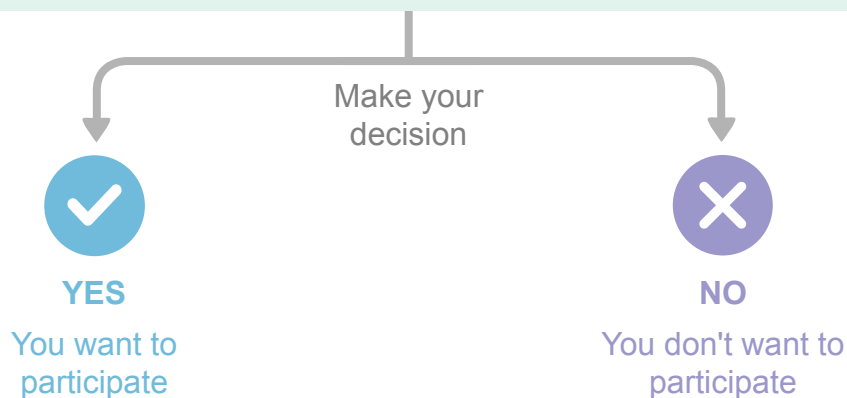 Make your
decision
YES
You want to
participate
NO
You don't want to
participate